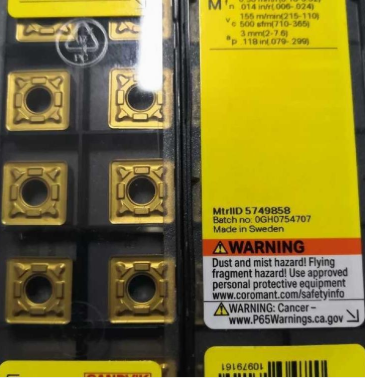 M
.014 in/r(.006-.024)
155 m/min(215-110)
500 sfm(710-365)
3 mm(2-7.6)
.118 in(.079-.299)
MtrlID 5749858
Batch no: 0GH0754707
Made in Sweden
WARNING
Dust and mist hazard! Flying
fragment hazard! Use approved
personal protective equipment
www.coromant.com/safetyinfo
WARNING: Cancer –
www.P65Warnings.ca.gov
10979161